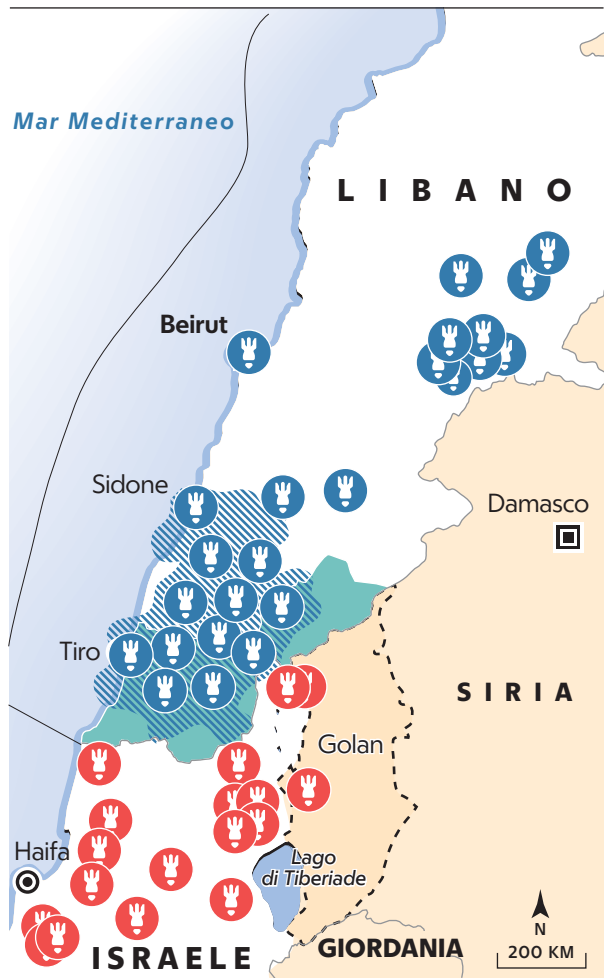 Mar Mediterraneo
LIBANO
Beirut
Sidone
Damasco
Tiro
SIRIA
Golan
Haifa
Lago
di Tiberiade
N
200 KM
ISRAELE
GIORDANIA